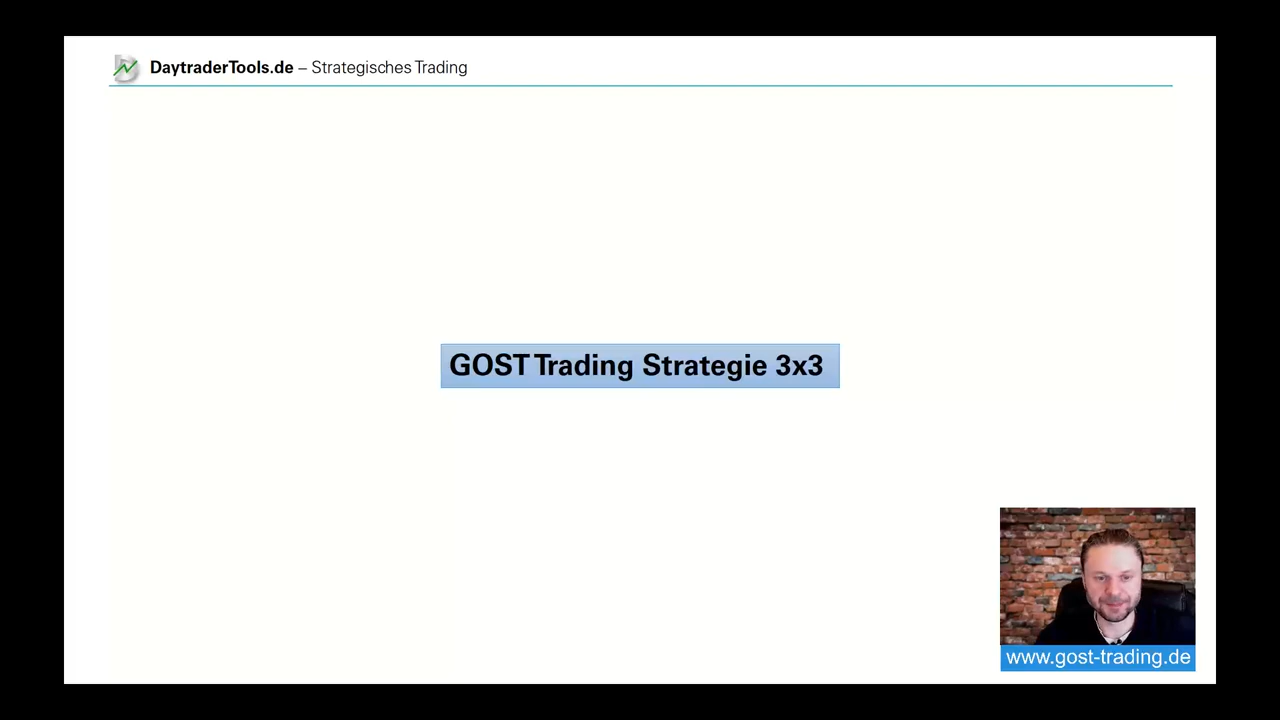 DaytraderTools.de – Strategisches Trading
GOST Trading Strategie 3x3
www.gost-trading.de